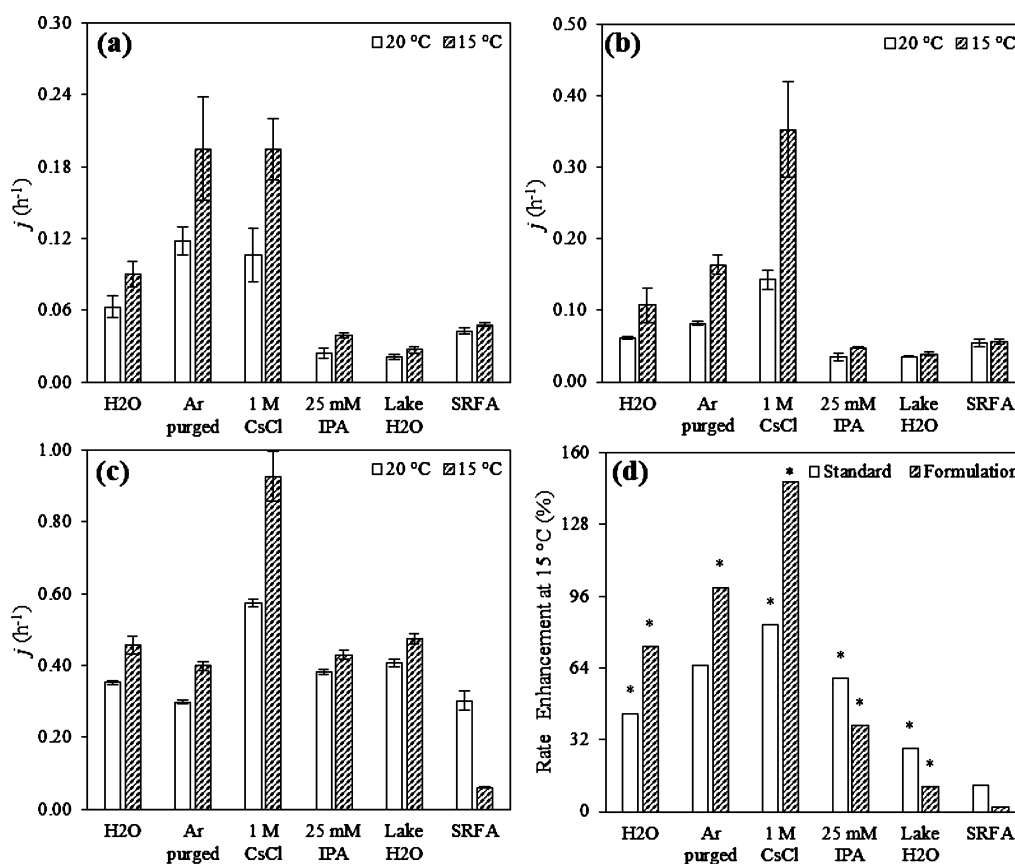 (a)
20 °C 15 °C
0.30
0.24
0.18
0.12
0.06
0.00
j (h-1)
H2O
Ar purged
1 M CsCl
25 mM IPA
Lake H2O
SRFA
(b)
20 °C 15 °C
0.50
0.40
0.30
0.20
0.10
0.00
j (h-1)
H2O
Ar purged
1 M CsCl
25 mM IPA
Lake H2O
SRFA
(c)
20 °C 15 °C
1.00
0.80
0.60
0.40
0.20
0.00
j (h-1)
H2O
Ar purged
1 M CsCl
25 mM IPA
Lake H2O
SRFA
(d)
Standard Formulation
160
128
96
64
32
0
Rate Enhancement at 15 °C (%)
* * * * * * * * *
H2O
Ar purged
1 M CsCl
25 mM IPA
Lake H2O
SRFA